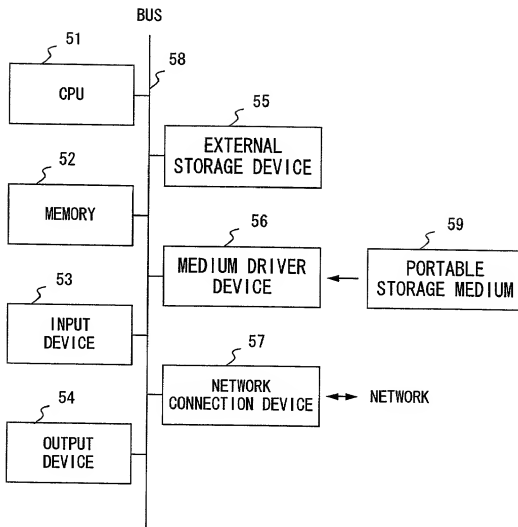 BUS
51
58
CPU
55
EXTERNAL
STORAGE DEVICE
52
MEMORY
56
59
MEDIUM DRIVER
DEVICE
PORTABLE
STORAGE MEDIUM
53
INPUT
DEVICE
57
NETWORK
CONNECTION DEVICE
NETWORK
54
OUTPUT
DEVICE